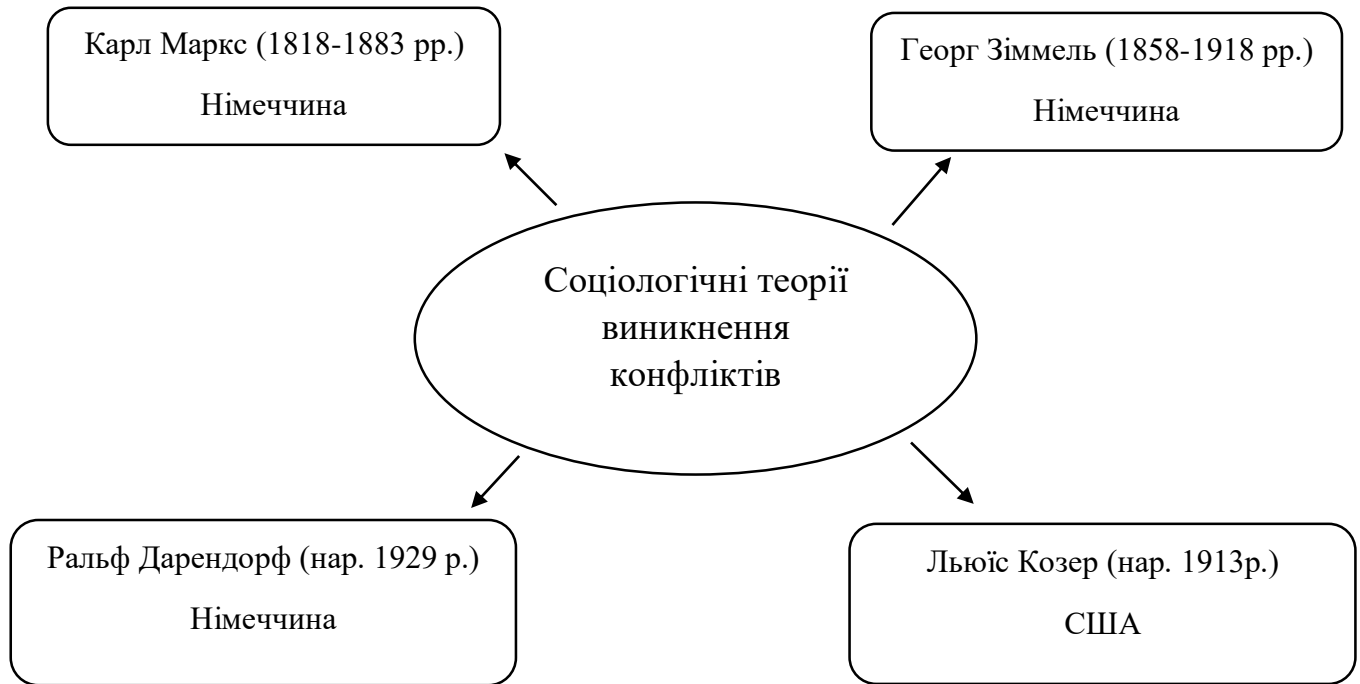 Карл Маркс (1818-1883 рр.)
Німеччина
Георг Зіммель (1858-1918 рр.)
Німеччина
Соціологічні теорії
виникнення
конфліктів
Ральф Дарендорф (нар. 1929 р.)
Німеччина
Льюїс Козер (нар. 1913р.)
США